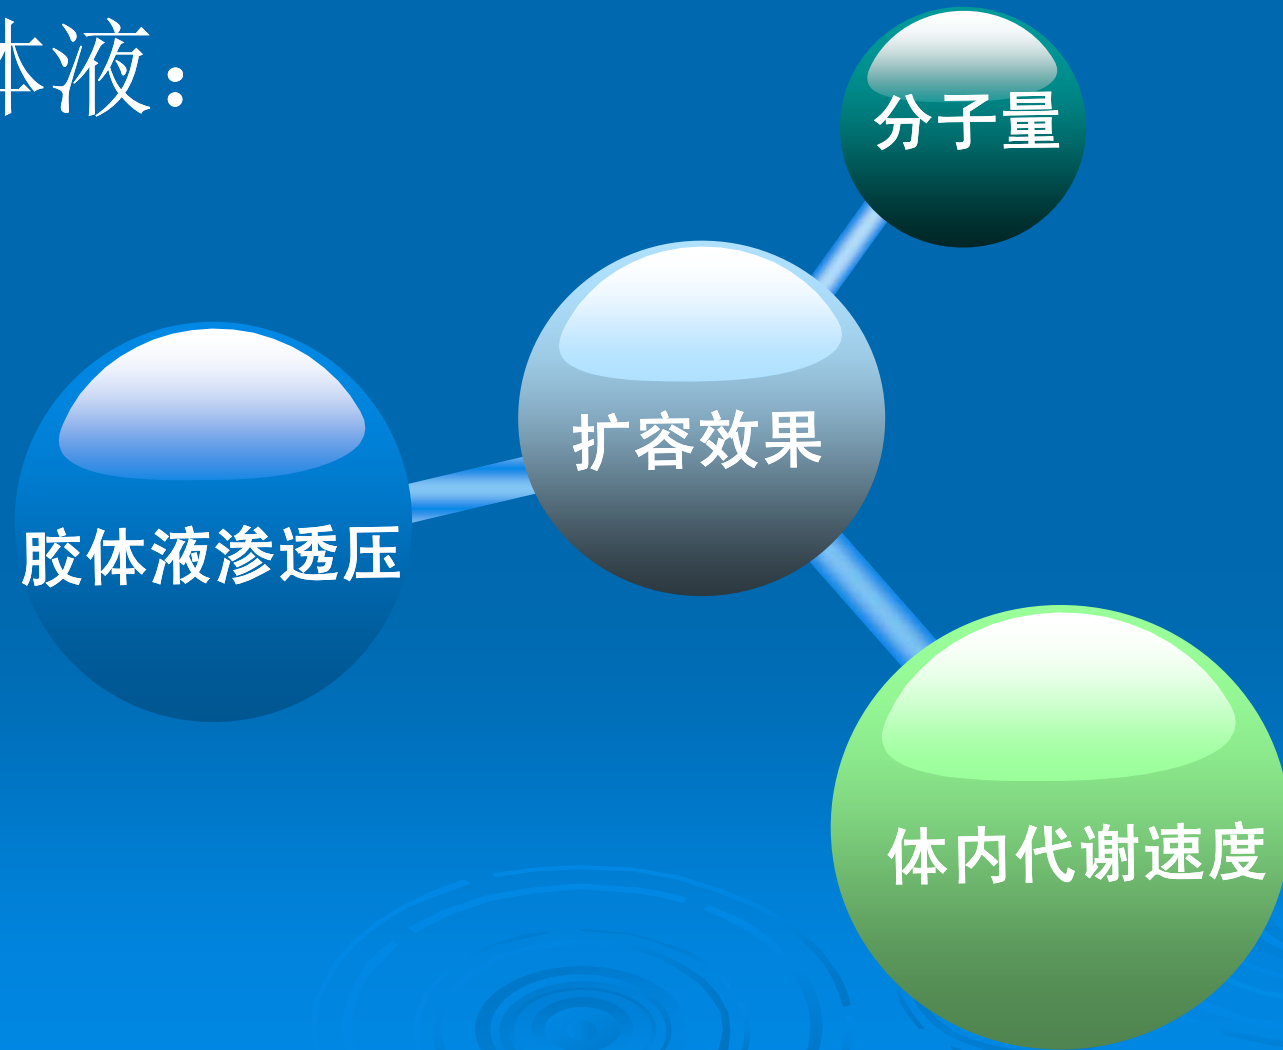 体液：
分子量
扩容效果
胶体液渗透压
体内代谢速度